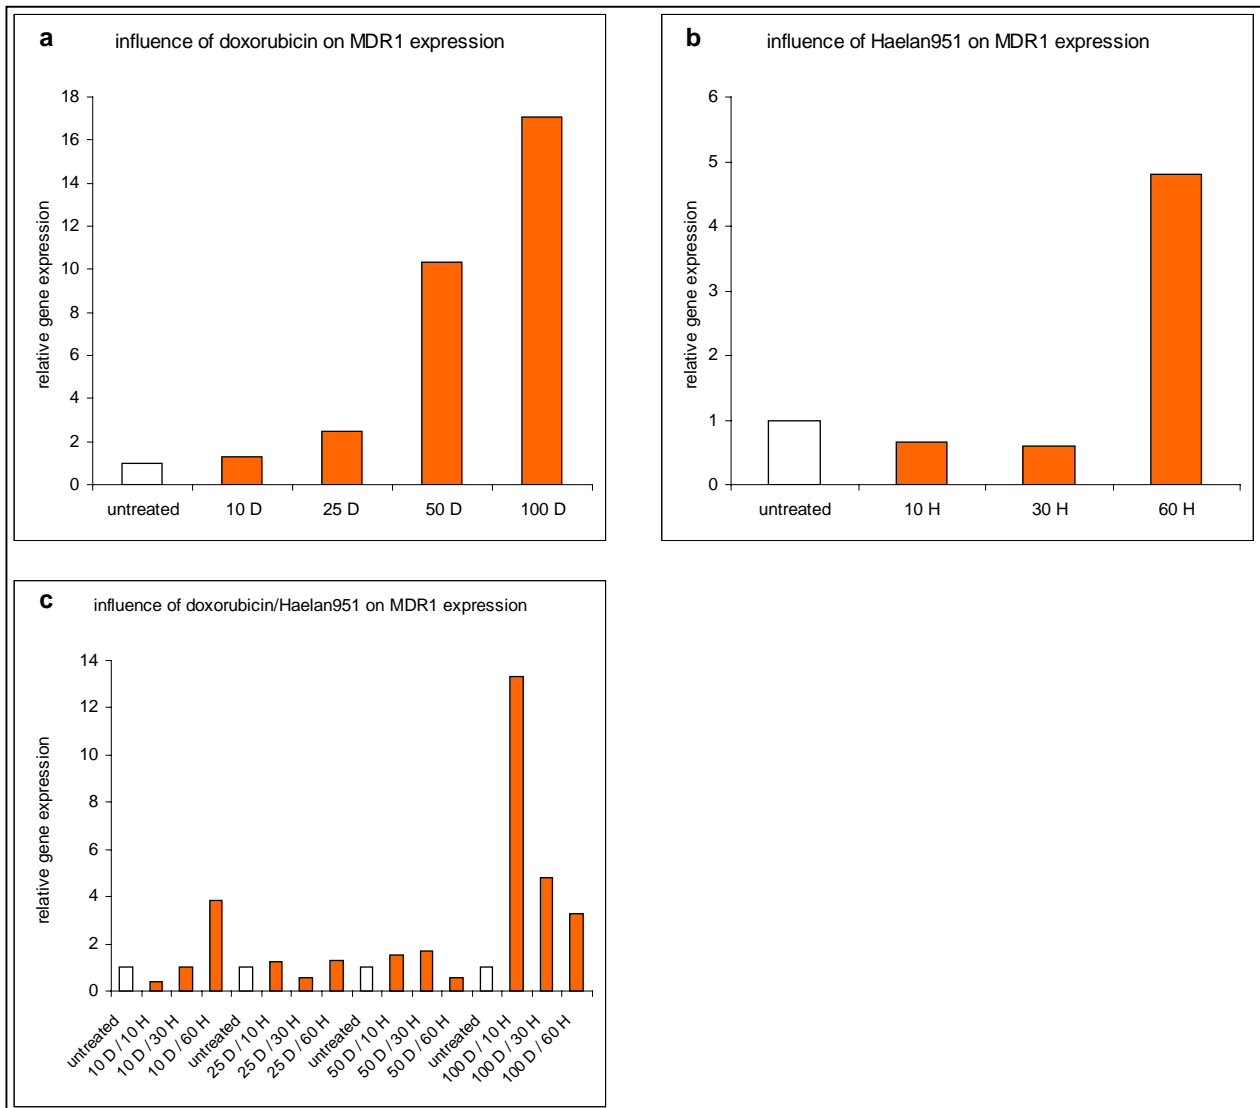 a influence of doxorubicin on MDR1 expression
18
16
14
12
10
8
6
4
2
0
relative gene expression
untreated 10 D 25 D 50 D 100 D
b influence of Haelan951 on MDR1 expression
6
5
4
3
2
1
0
relative gene expression
untreated 10 H 30 H 60 H
c influence of doxorubicin/Haelan951 on MDR1 expression
14
12
10
8
6
4
2
0
relative gene expression
untreated
10 D / 10 H
10 D / 30 H
10 D / 60 H
untreated
25 D / 10 H
25 D / 30 H
25 D / 60 H
untreated
50 D / 10 H
50 D / 30 H
50 D / 60 H
untreated
100 D / 10 H
100 D / 30 H
100 D / 60 H